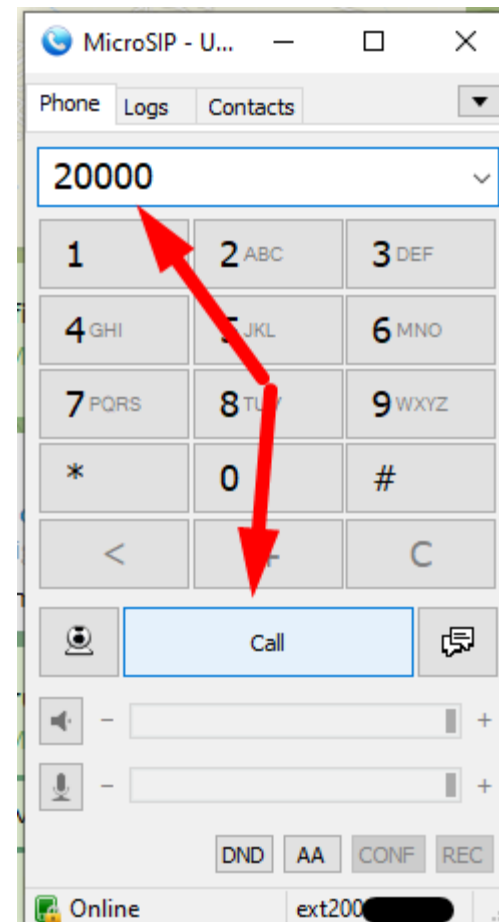 MicroSIP - U...
Phone Logs Contacts
20000
1 2 ABC 3 DEF
4 GHI JKL 6 MNO
7 PQRS 8 9 WXYZ
* 0 #
< C
Call
- +
- +
DND AA CONF REC
Online ext200